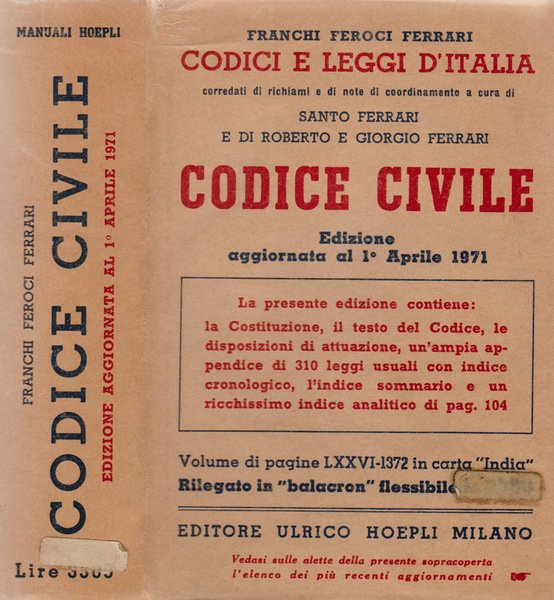 MANUALI HOEPLI
FRANCHI FEROCI FERRARI
CODICE CIVILE
EDIZIONE AGGIORNATA AL 1º APRILE 1971
Lire
FRANCHI FEROCI FERRARI
CODICI E LEGGI D'ITALIA
corredati di richiami e di note di coordinamento a cura di
SANTO FERRARI
E DI ROBERTO E GIORGIO FERRARI
CODICE CIVILE
Edizione
aggiornata al 1º Aprile 1971
La presente edizione contiene:
la Costituzione, il testo del Codice, le
disposizioni di attuazione, un'ampia ap-
pendice di 310 leggi usuali con indice
cronologico, l'indice sommario e un
ricchissimo indice analitico di pag. 104
Volume di pagine LXXVI-1372 in carta "India"
Rilegato in "balacron" flessibile
EDITORE ULRICO HOEPLI MILANO
Vedasi sulle alette della presente sopracoperta
l'elenco dei più recenti aggiornamenti